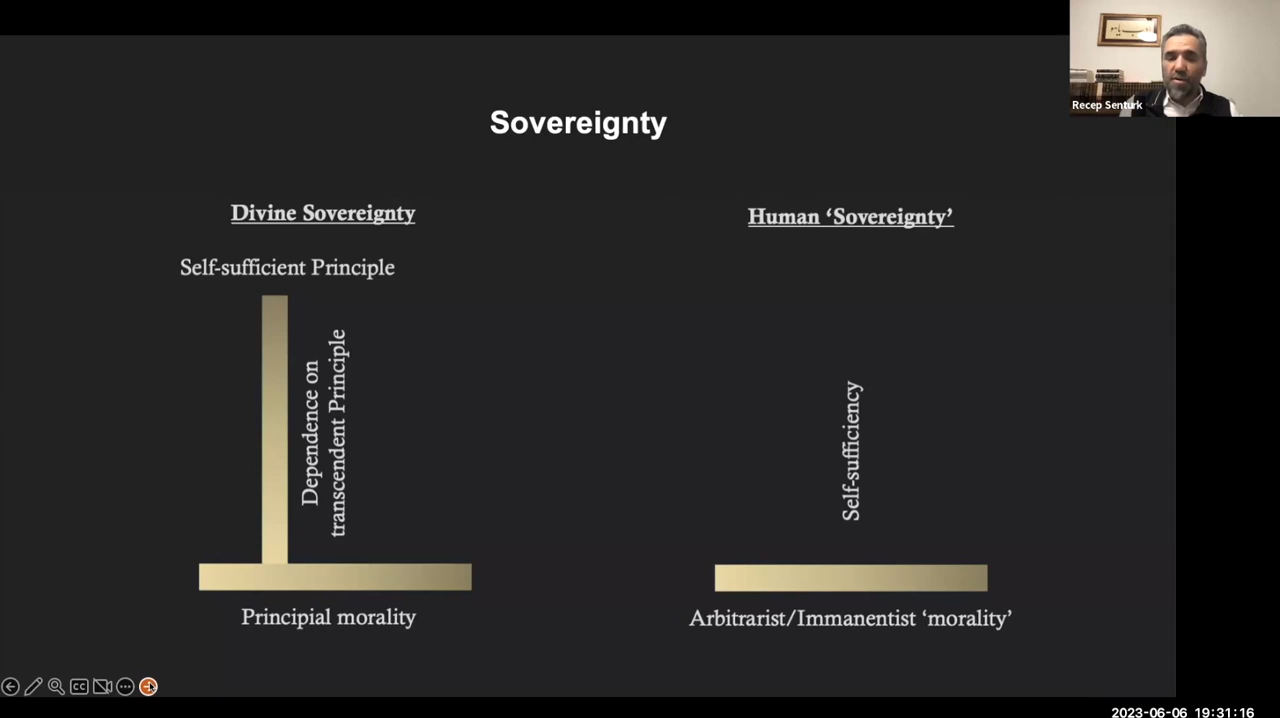 Recep Senturk
Sovereignty
Divine Sovereignty
Self-sufficient Principle
Dependence on
transcendent Principle
Principial morality
Human ‘Sovereignty’
Self-sufficiency
Arbitrarist/Immanentist ‘morality’
CC
2023-06-06 19:31:16